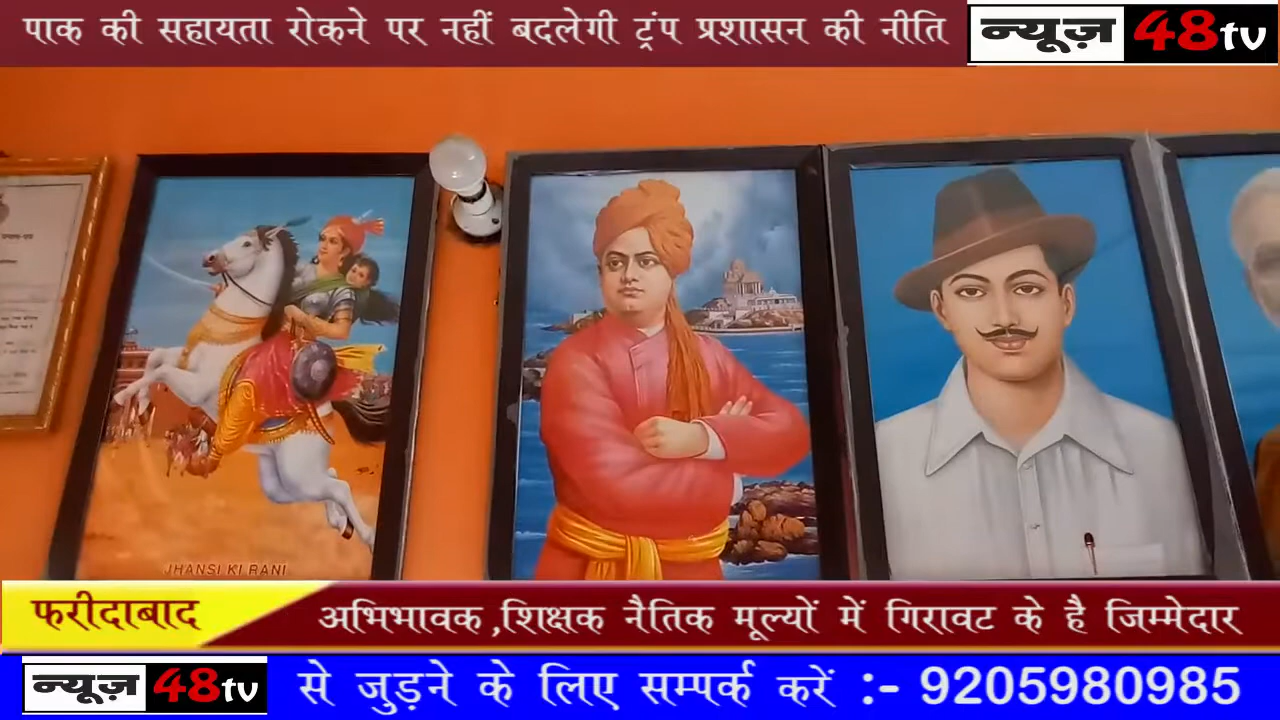 पाक की सहायता रोकने पर नहीं बदलेगी ट्रंप प्रशासन की नीति
न्यूज़ 48tv
JHANSI KI RANI
फरीदाबाद
अभिभावक ,शिक्षक नैतिक मूल्यों में गिरावट के है जिम्मेदार
न्यूज़ 48tv से जुड़ने के लिए सम्पर्क करें :- 9205980985